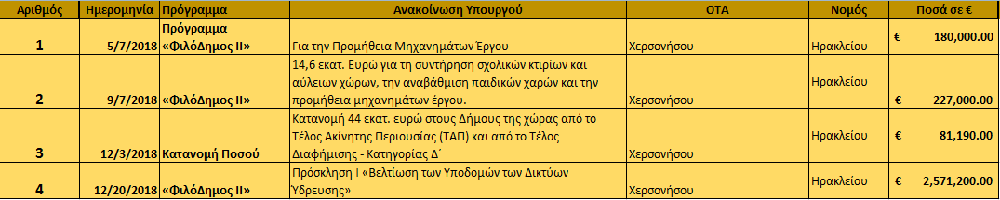 Αριθμός Ημερομηνία Πρόγραμμα Ανακοίνωση Υπουργού ΟΤΑ Νομός Ποσά σε €
Πρόγραμμα
1 5/7/2018 «ΦιλόΔημος ΙΙ» Για την Προμήθεια Μηχανημάτων Έργου Χερσονήσου Ηρακλείου € 180,000.00
14,6 εκατ. Ευρώ για τη συντήρηση σχολικών κτιρίων και
αύλειων χώρων, την αναβάθμιση παιδικών χαρών και την
2 9/7/2018 «ΦιλόΔημος ΙΙ» προμήθεια μηχανημάτων έργου. Χερσονήσου Ηρακλείου € 227,000.00
Κατανομή 44 εκατ. ευρώ στους Δήμους της χώρας από το
Τέλος Ακίνητης Περιουσίας (ΤΑΠ) και από το Τέλος
3 12/3/2018 Κατανομή Ποσού Διαφήμισης - Κατηγορίας Δ΄ Χερσονήσου Ηρακλείου € 81,190.00
Πρόσκληση Ι «Βελτίωση των Υποδομών των Δικτύων
4 12/20/2018 «ΦιλόΔημος ΙΙ» Ύδρευσης» Χερσονήσου Ηρακλείου € 2,571,200.00